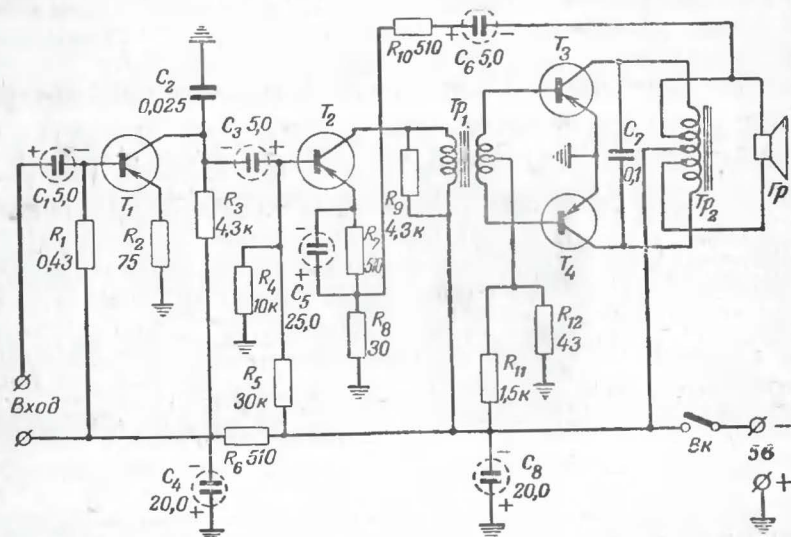 R10 510
C6 5,0
+ −
T3
C2
0,025
C3 5,0
− +
T2
Тр1
+ −
C1 5,0
T1
R3
4,3к
R9
4,3к
C7
0,1
Тр2
Гр
R1
0,43
R2
75
R4
10к
−
C5
+
25,0
R7
510
T4
R8
30
R12
43
R5
30к
R11
1,5к
Вход
R6 510
Вк
−
5в
+
−
C4
20,0
+
−
C8
20,0
+